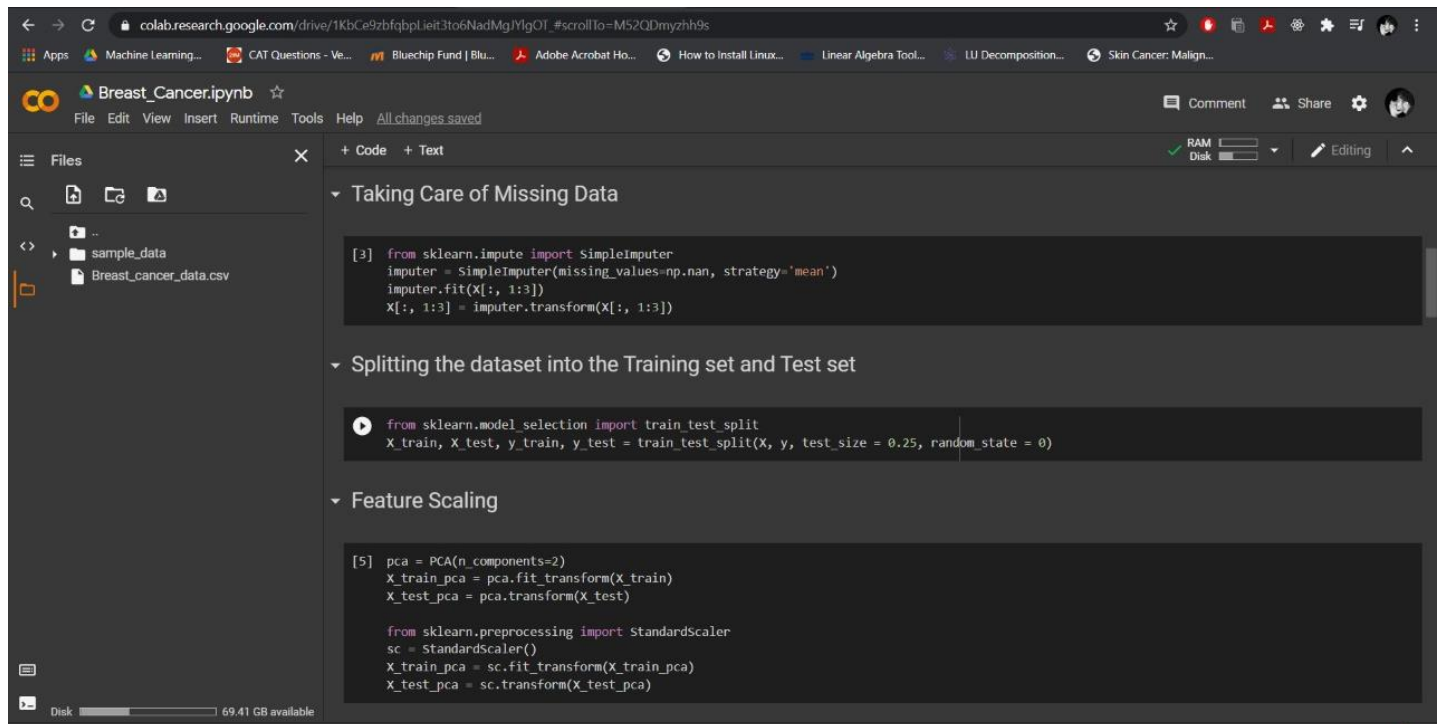 colab.research.google.com/drive/1KbCe9zbfqbpLieit3to6NadMgJYlgOT_#scrollTo=M52QDmyzhh9s
Apps Machine Learning... CAT Questions - Ve... Bluechip Fund | Blu... Adobe Acrobat Ho... How to Install Linux... Linear Algebra Tool... LU Decomposition... Skin Cancer: Malign...
CO Breast_Cancer.ipynb
Comment Share
File Edit View Insert Runtime Tools Help All changes saved
Files
+ Code + Text
RAM
Disk
Editing
..
sample_data
Breast_cancer_data.csv
Taking Care of Missing Data
[3] from sklearn.impute import SimpleImputer
imputer = SimpleImputer(missing_values=np.nan, strategy='mean')
imputer.fit(X[:, 1:3])
X[:, 1:3] = imputer.transform(X[:, 1:3])
Splitting the dataset into the Training set and Test set
from sklearn.model_selection import train_test_split
X_train, X_test, y_train, y_test = train_test_split(X, y, test_size = 0.25, random_state = 0)
Feature Scaling
[5] pca = PCA(n_components=2)
X_train_pca = pca.fit_transform(X_train)
X_test_pca = pca.transform(X_test)
from sklearn.preprocessing import StandardScaler
sc = StandardScaler()
X_train_pca = sc.fit_transform(X_train_pca)
X_test_pca = sc.transform(X_test_pca)
Disk 69.41 GB available